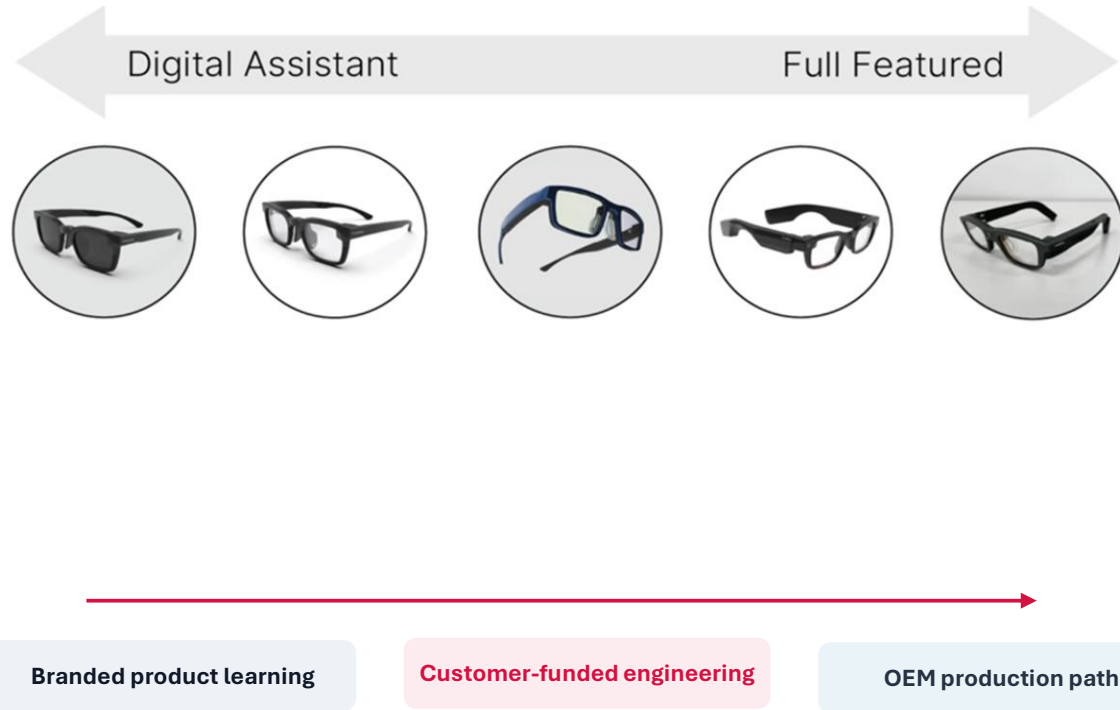 Digital Assistant
Full Featured
Branded product learning
Customer-funded engineering
OEM production path